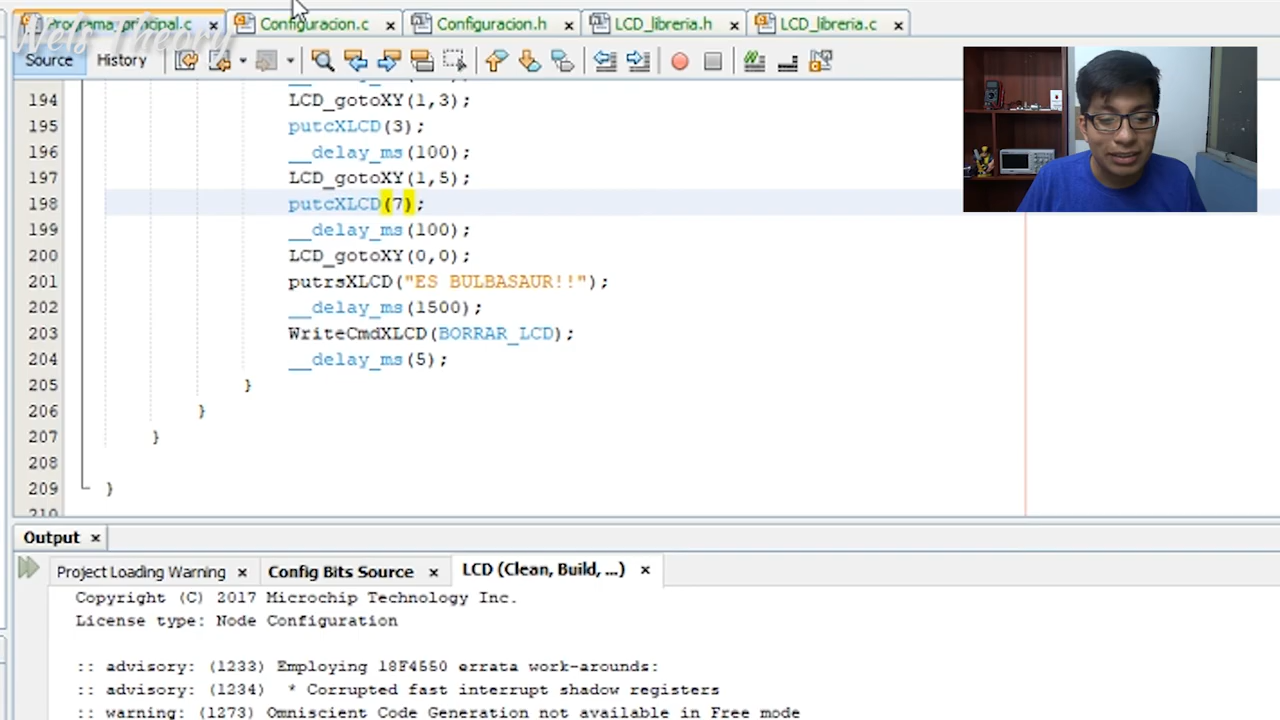 Programa_principal.c × Configuracion.c × Configuracion.h × LCD_libreria.h × LCD_libreria.c ×
Wels Theory
Source History
194 LCD_gotoXY(1,3);
195 putcXLCD(3);
196 __delay_ms(100);
197 LCD_gotoXY(1,5);
198 putcXLCD(7);
199 __delay_ms(100);
200 LCD_gotoXY(0,0);
201 putrsXLCD("ES BULBASAUR!!");
202 __delay_ms(1500);
203 WriteCmdXLCD(BORRAR_LCD);
204 __delay_ms(5);
205 }
206 }
207 }
208
209 }
210
Output ×
Project Loading Warning × Config Bits Source × LCD (Clean, Build, ...) ×
Copyright (C) 2017 Microchip Technology Inc.
License type: Node Configuration
:: advisory: (1233) Employing 18F4550 errata work-arounds:
:: advisory: (1234) * Corrupted fast interrupt shadow registers
:: warning: (1273) Omniscient Code Generation not available in Free mode